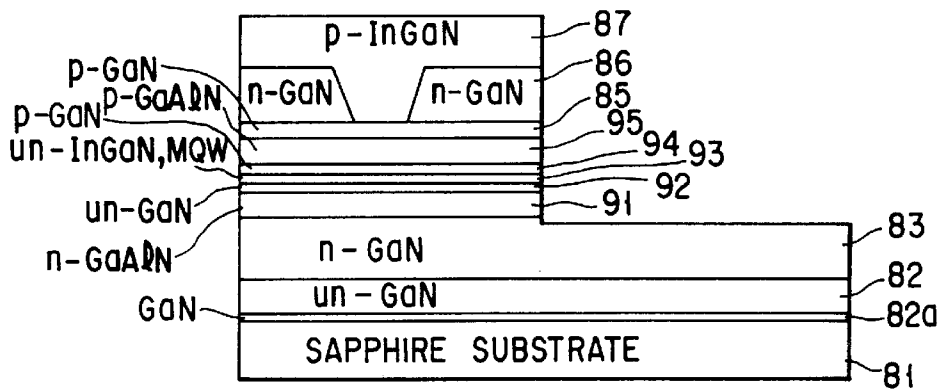 p-InGaN 87
86
p-GaN n-GaN n-GaN
p-GaAlN 85
p-GaN 95
94
un-InGaN,MQW 93
92
un-GaN 91
83
n-GaAlN n-GaN
82
GaN un-GaN
82a
SAPPHIRE SUBSTRATE
81